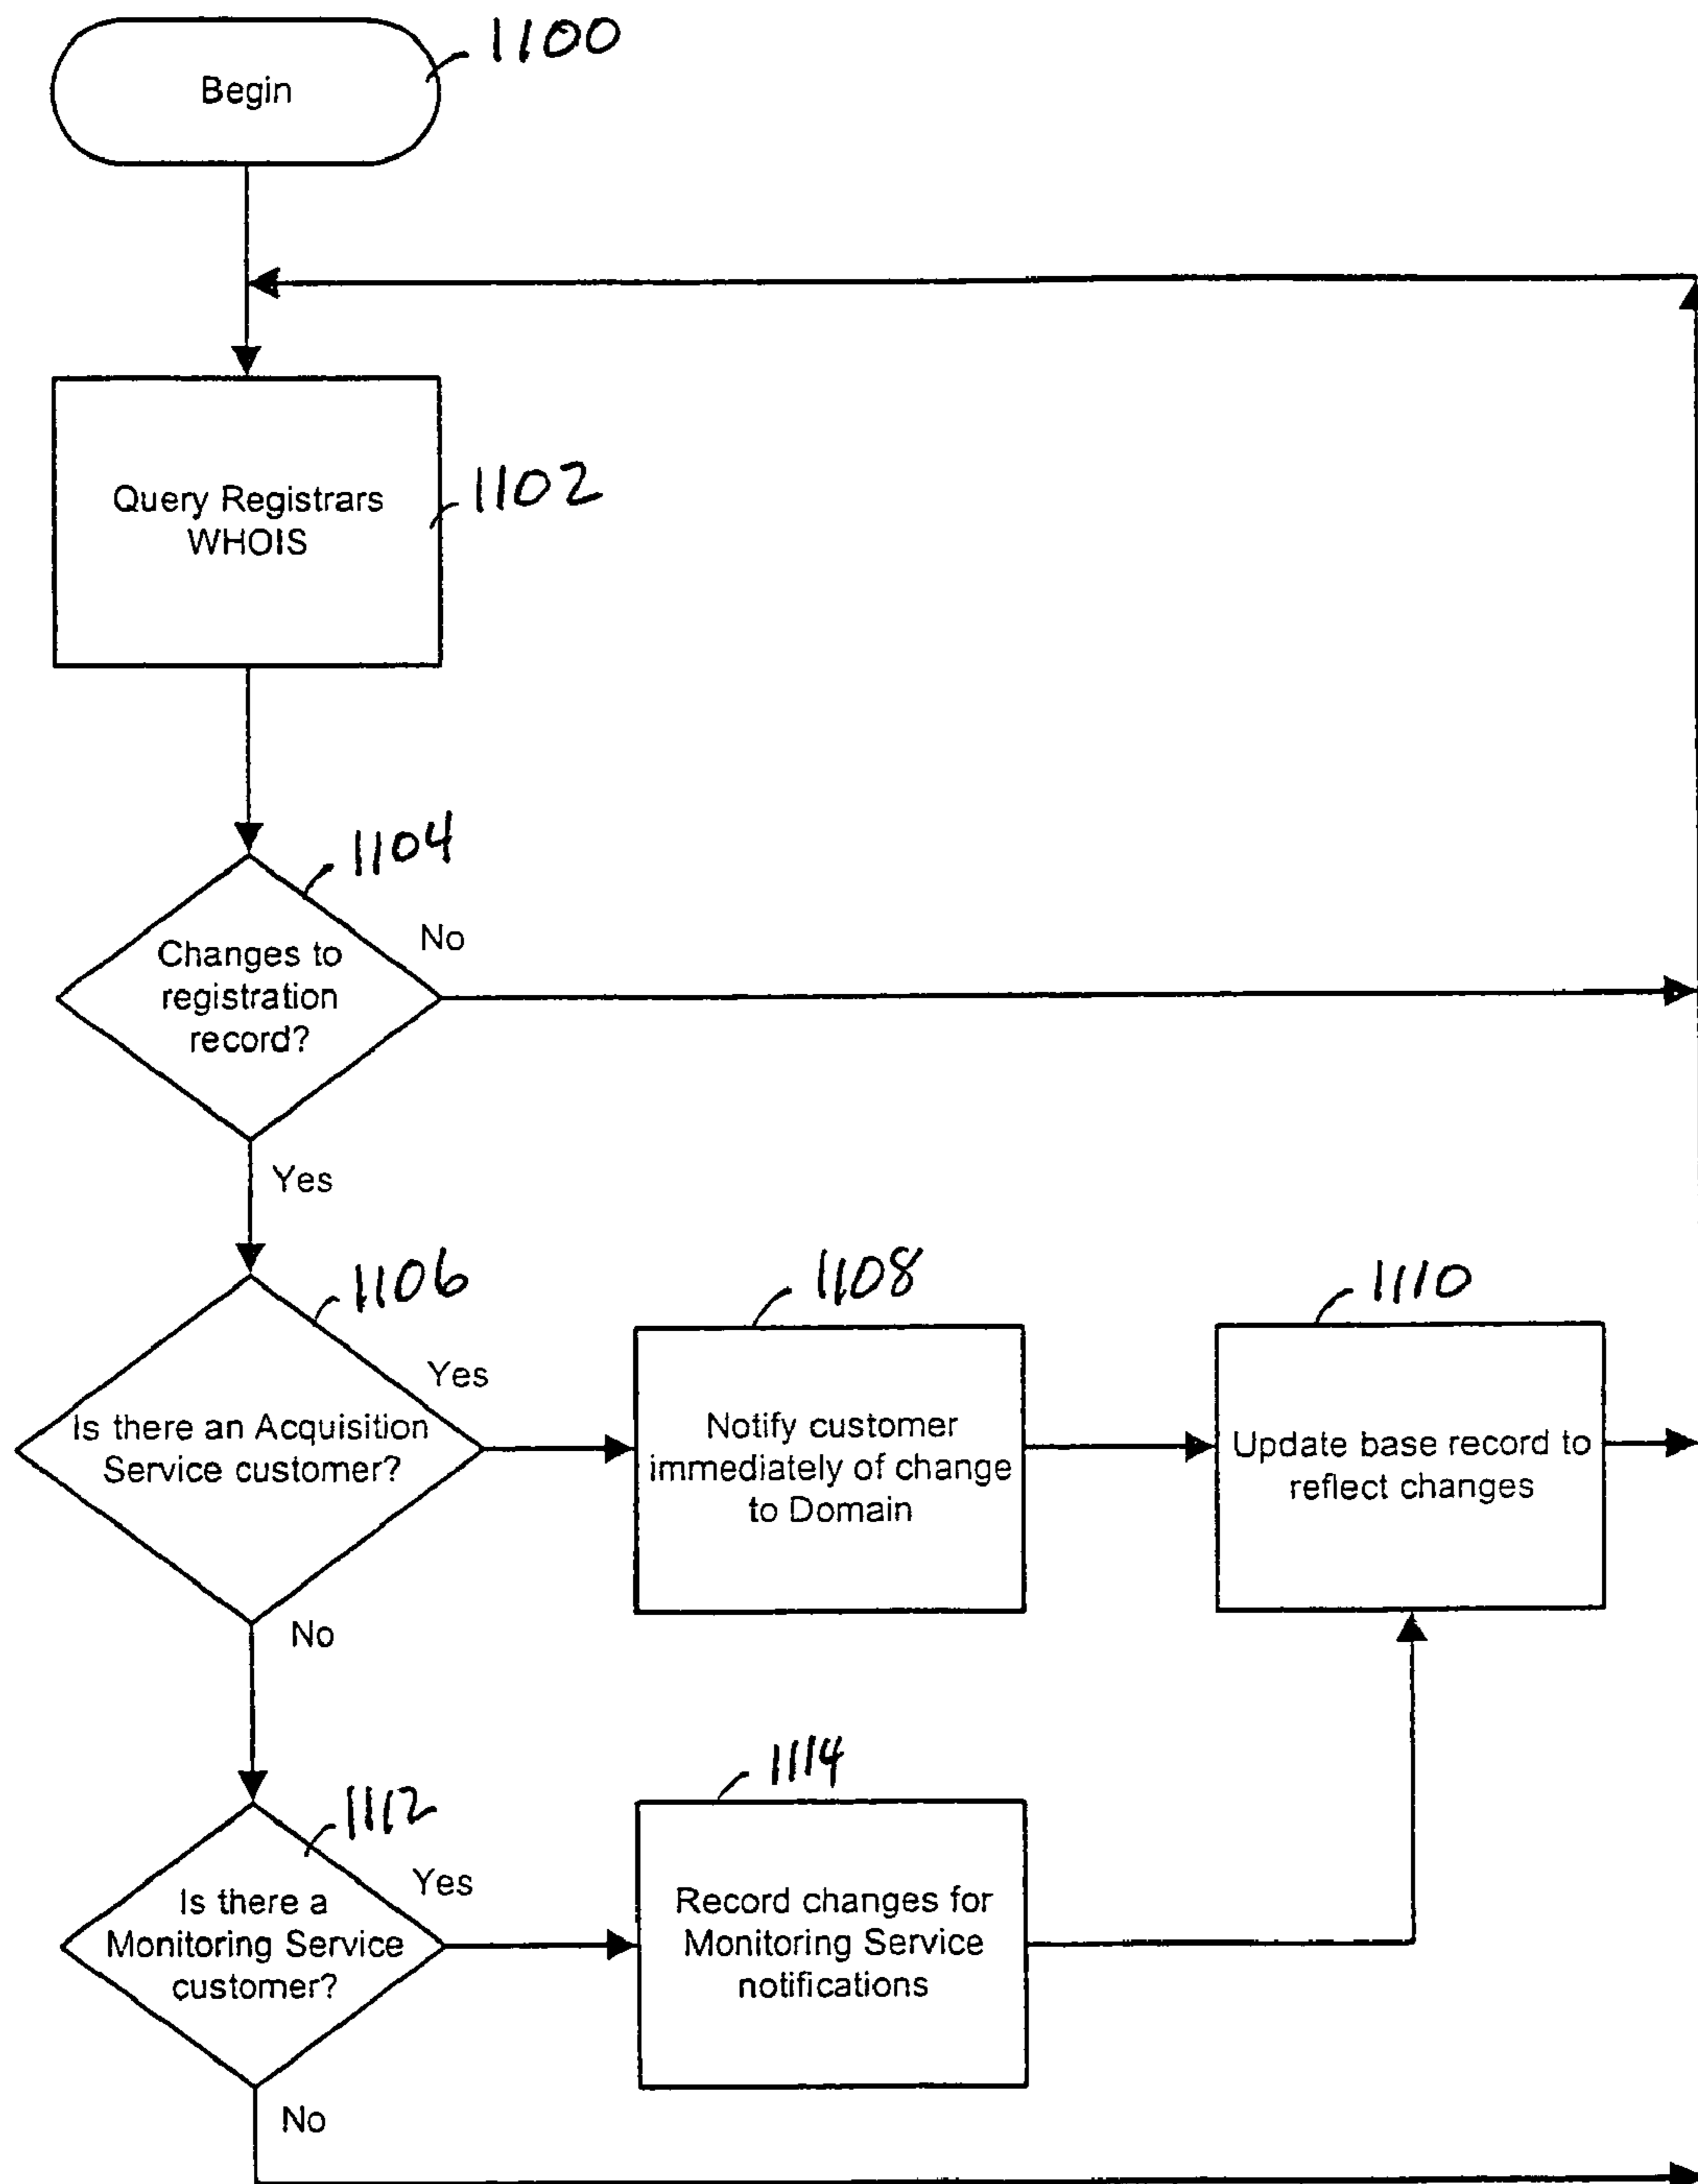 Begin
1100
Query Registrars
WHOIS
1102
1104
Changes to
registration
record?
No
Yes
1106
Is there an Acquisition
Service customer?
Yes
1108
Notify customer
immediately of change
to Domain
1110
Update base record to
reflect changes
No
1112
Is there a
Monitoring Service
customer?
Yes
1114
Record changes for
Monitoring Service
notifications
No